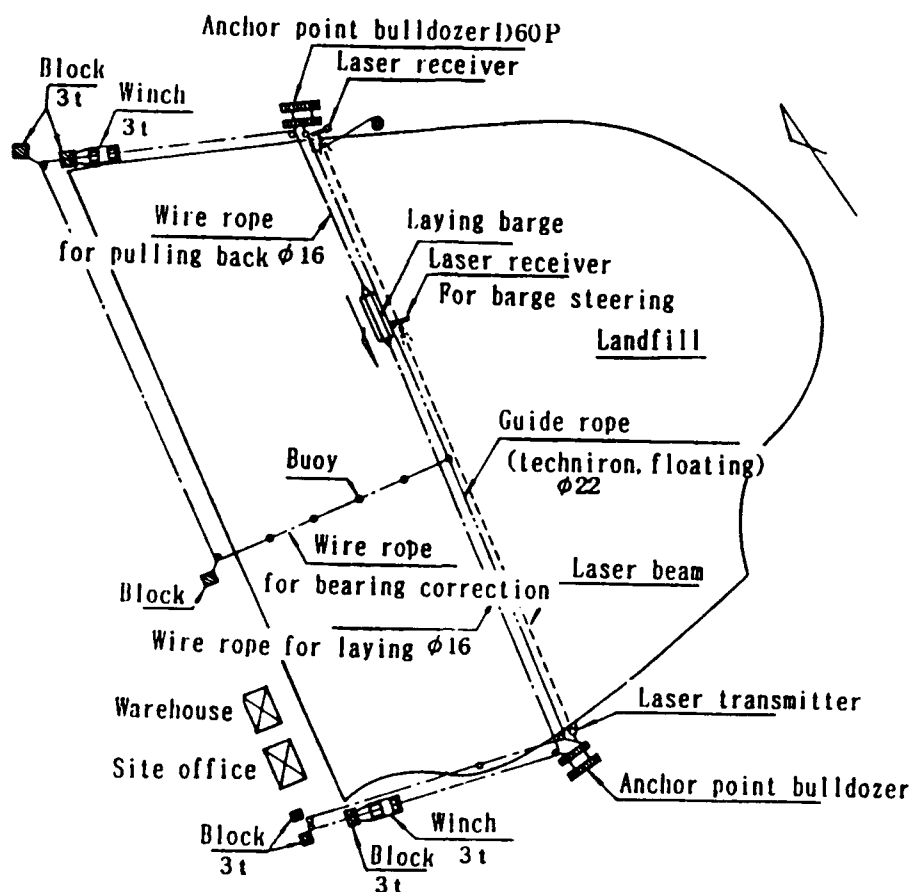 Anchor point bulldozer D60P
Laser receiver
Block
3t
Winch
3t
Wire rope
for pulling back φ16
Laying barge
Laser receiver
For barge steering
Landfill
Guide rope
(techniron, floating)
φ22
Buoy
Wire rope
for bearing correction
Block
Laser beam
Wire rope for laying φ16
Warehouse
Laser transmitter
Site office
Anchor point bulldozer
Block
3t
Winch
3t
Block
3t